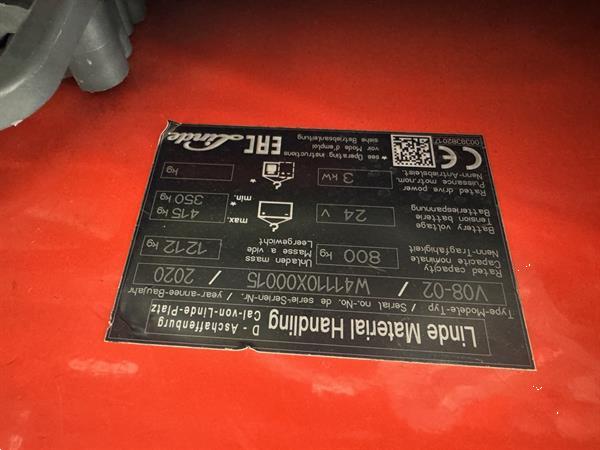 Linde Material Handling
D - Aschaffenburg
Carl-von-Linde-Platz
Type-Modele-Typ / Serial no.-No. de serie-Serien-Nr. / year-annee-Baujahr
V08-02 / W41110X00015 / 2020
Rated capacity
Capacite nominale
Nenn-Tragfähigkeit
800 kg
Unladen mass
Masse a vide
Leergewicht
1212 kg
Battery voltage
Tension batterie
Batteriespannung
24 V
max.
min.
415 kg
350 kg
*
Rated drive power
Puissance motr.nom.
Nenn-Antriebsleist.
3 kW
*
kg
CE
* see Operating instructions
voir Mode d'emploi
siehe Betriebsanleitung
EAC
Linde